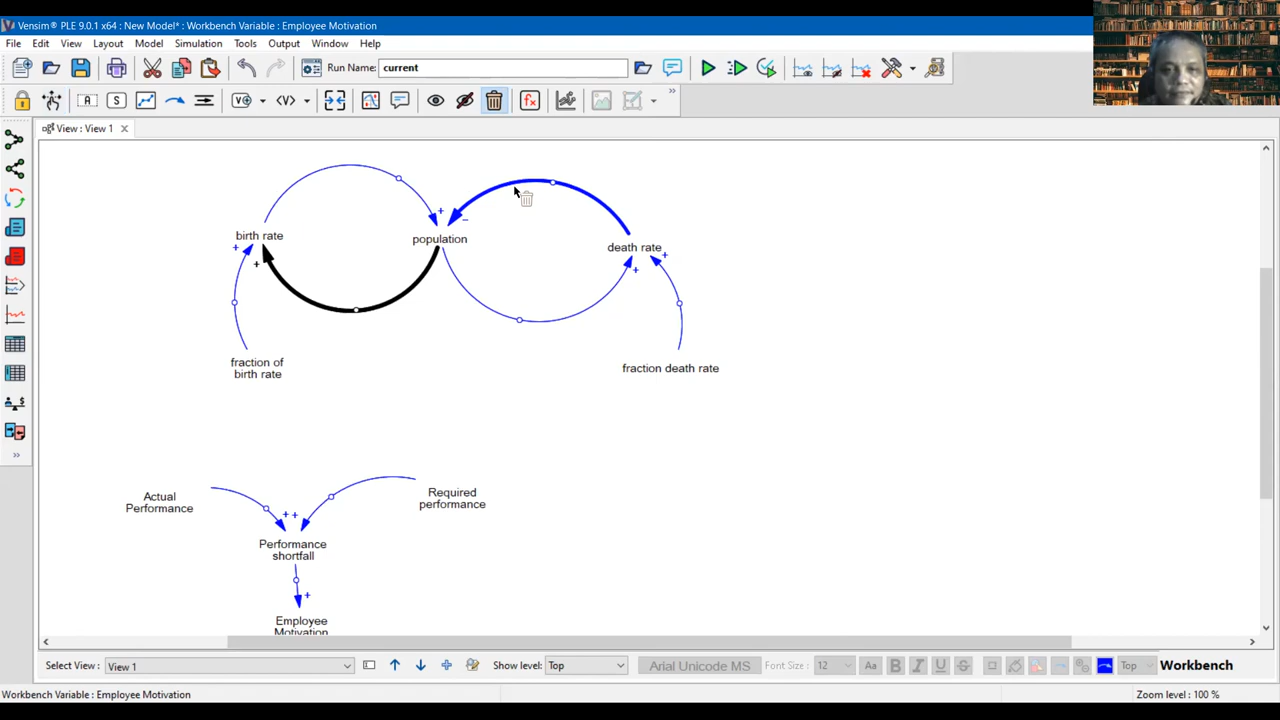 Vensim® PLE 9.0.1 x64 : New Model* : Workbench Variable : Employee Motivation
File Edit View Layout Model Simulation Tools Output Window Help
Run Name: current
View : View 1
birth rate
population
death rate
fraction of
birth rate
fraction death rate
Actual
Performance
Required
performance
Performance
shortfall
Employee
Motivation
Select View : View 1 Show level: Top Arial Unicode MS Font Size : 12 Aa B I U S Top Workbench
Workbench Variable : Employee Motivation Zoom level : 100 %